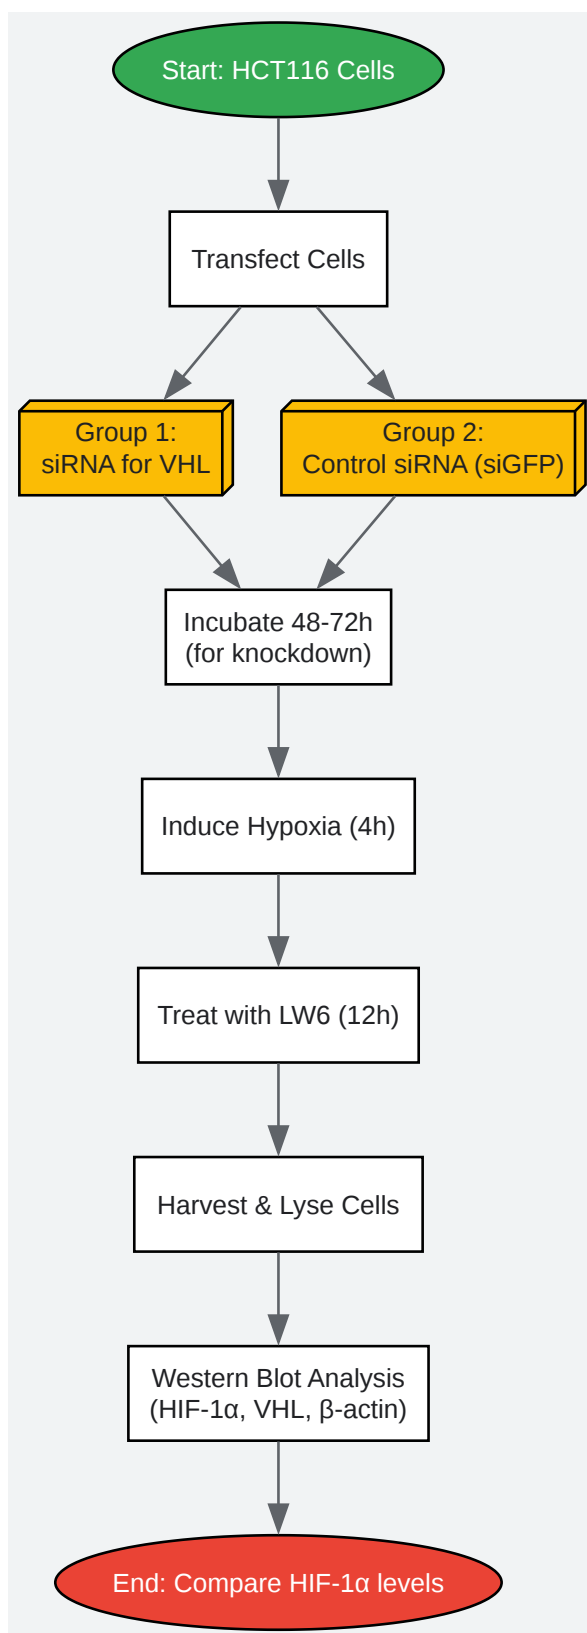 Start: HCT116 Cells
Transfect Cells
Group 1:
siRNA for VHL
Group 2:
Control siRNA (siGFP)
Incubate 48-72h
(for knockdown)
Induce Hypoxia (4h)
Treat with LW6 (12h)
Harvest & Lyse Cells
Western Blot Analysis
(HIF-1α, VHL, β-actin)
End: Compare HIF-1α levels